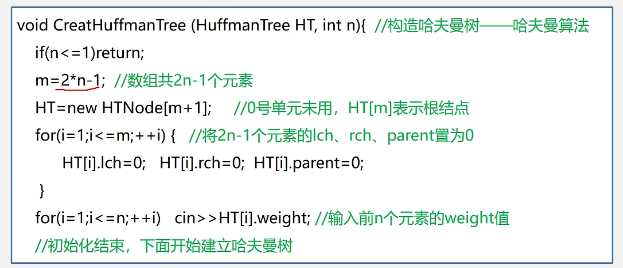 void CreatHuffmanTree (HuffmanTree HT, int n){ //构造哈夫曼树——哈夫曼算法
if(n<=1)return;
m=2*n-1; //数组共2n-1个元素
HT=new HTNode[m+1]; //0号单元未用，HT[m]表示根结点
for(i=1;i<=m;++i) { //将2n-1个元素的lch、rch、parent置为0
HT[i].lch=0; HT[i].rch=0; HT[i].parent=0;
}
for(i=1;i<=n;++i) cin>>HT[i].weight; //输入前n个元素的weight值
//初始化结束，下面开始建立哈夫曼树